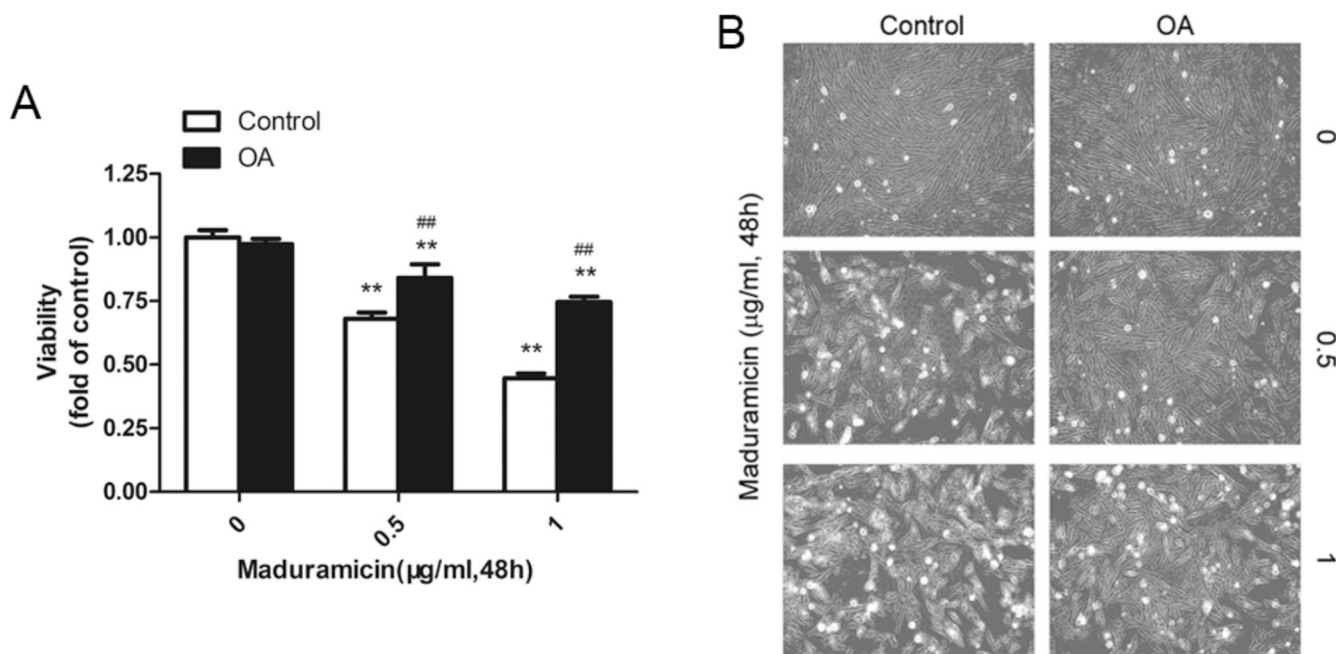 A
Control
OA
1.25
1.00
0.75
0.50
0.25
0.00
Viability
(fold of control)
**
##
**
**
##
**
0
0.5
1
Maduramicin(µg/ml,48h)
B
Control
OA
Maduramicin (µg/ml, 48h)
0
0.5
1